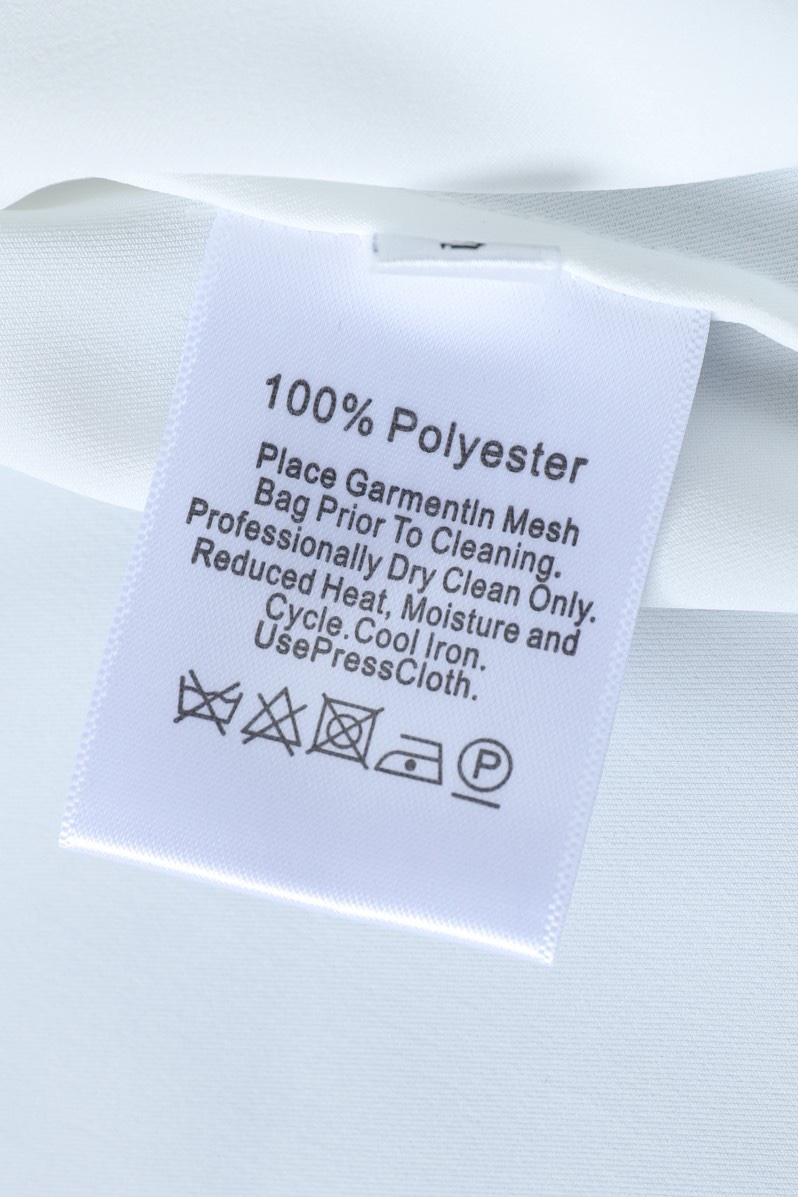 100% Polyester
Place GarmentIn Mesh
Bag Prior To Cleaning.
Professionally Dry Clean Only.
Reduced Heat, Moisture and
Cycle.Cool Iron.
UsePressCloth.
P